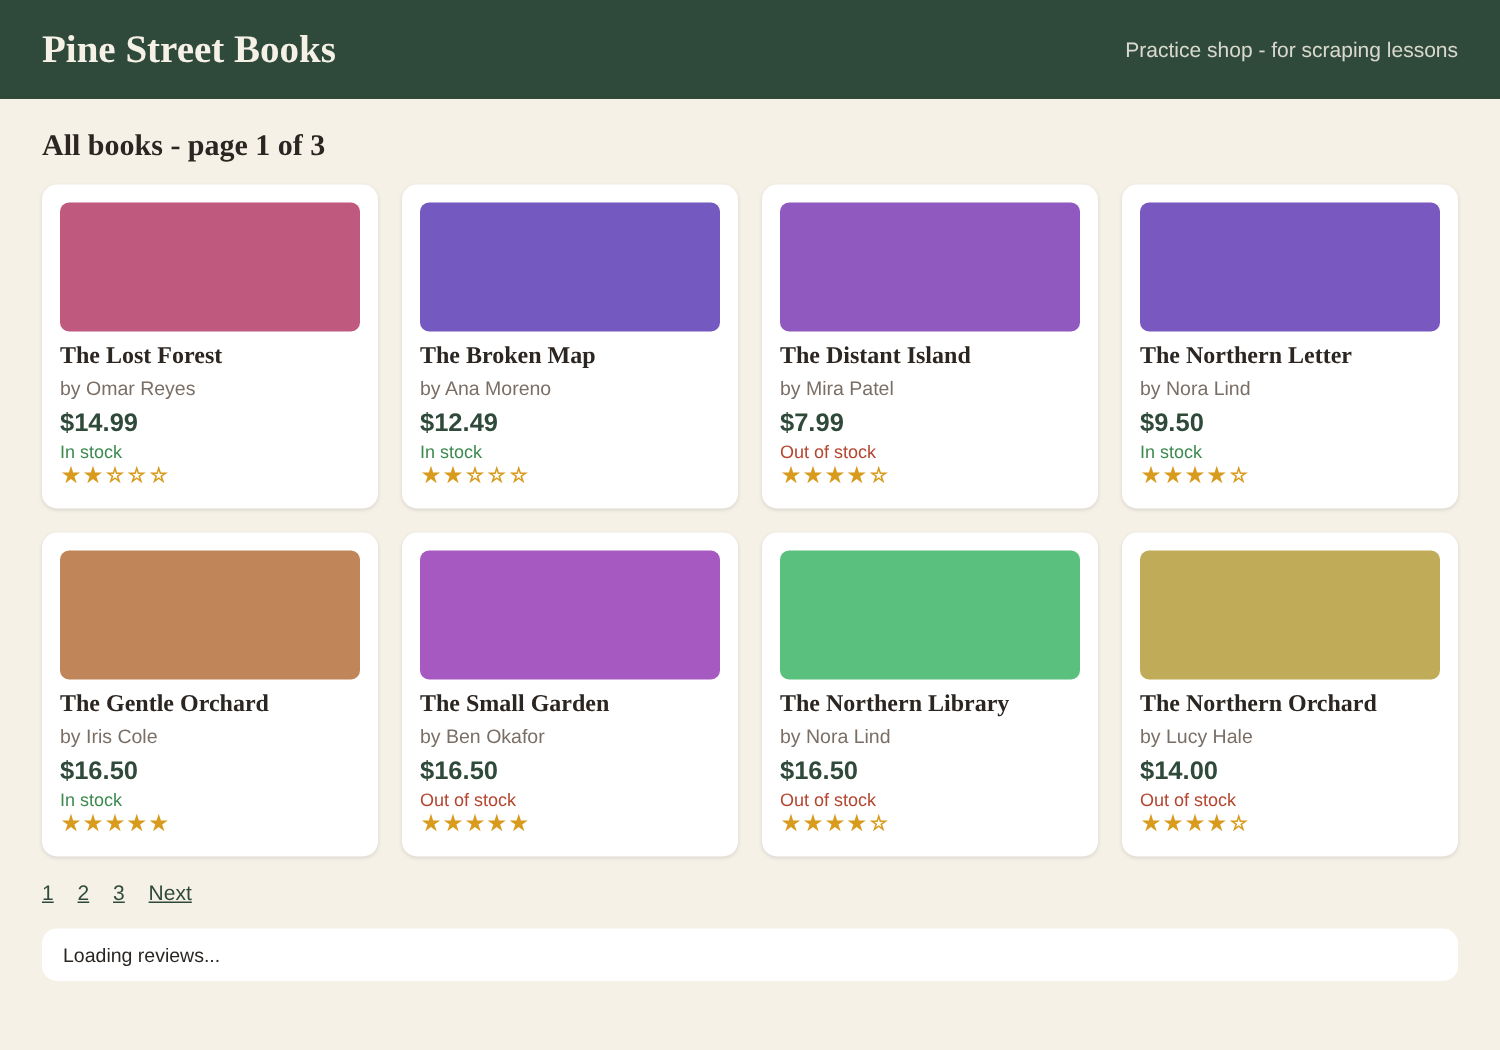 Pine Street Books
Practice shop - for scraping lessons
All books - page 1 of 3
The Lost Forest
by Omar Reyes
$14.99
In stock
★★☆☆☆
The Broken Map
by Ana Moreno
$12.49
In stock
★★☆☆☆
The Distant Island
by Mira Patel
$7.99
Out of stock
★★★★☆
The Northern Letter
by Nora Lind
$9.50
In stock
★★★★☆
The Gentle Orchard
by Iris Cole
$16.50
In stock
★★★★★
The Small Garden
by Ben Okafor
$16.50
Out of stock
★★★★★
The Northern Library
by Nora Lind
$16.50
Out of stock
★★★★☆
The Northern Orchard
by Lucy Hale
$14.00
Out of stock
★★★★☆
1 2 3 Next
Loading reviews...